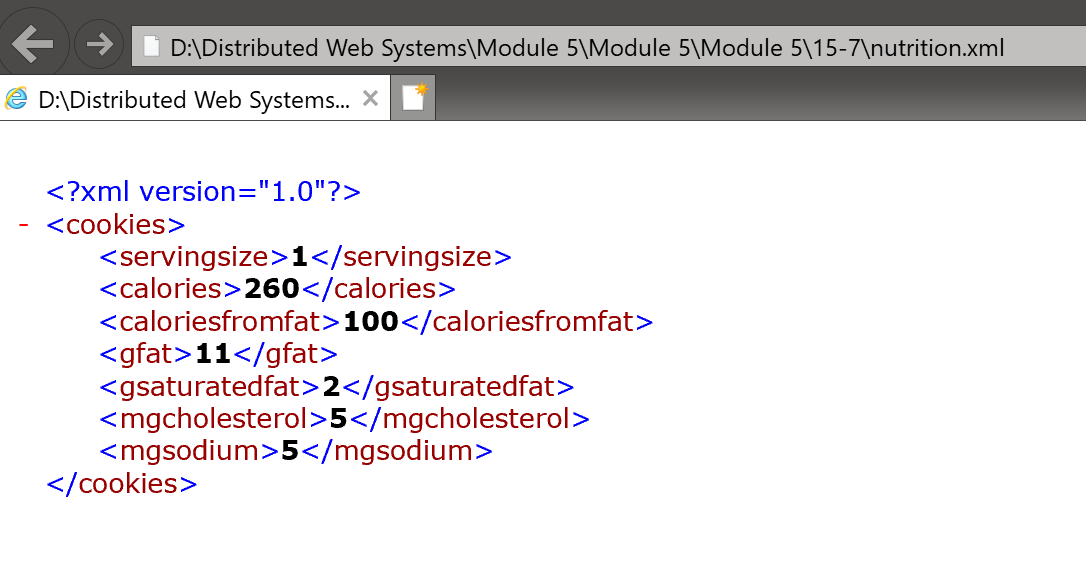 D:\Distributed Web Systems\Module 5\Module 5\Module 5\15-7\nutrition.xml
D:\Distributed Web Systems...
<?xml version="1.0"?>
- <cookies>
<servingsize>1</servingsize>
<calories>260</calories>
<caloriesfromfat>100</caloriesfromfat>
<gfat>11</gfat>
<gsaturatedfat>2</gsaturatedfat>
<mgcholesterol>5</mgcholesterol>
<mgsodium>5</mgsodium>
</cookies>